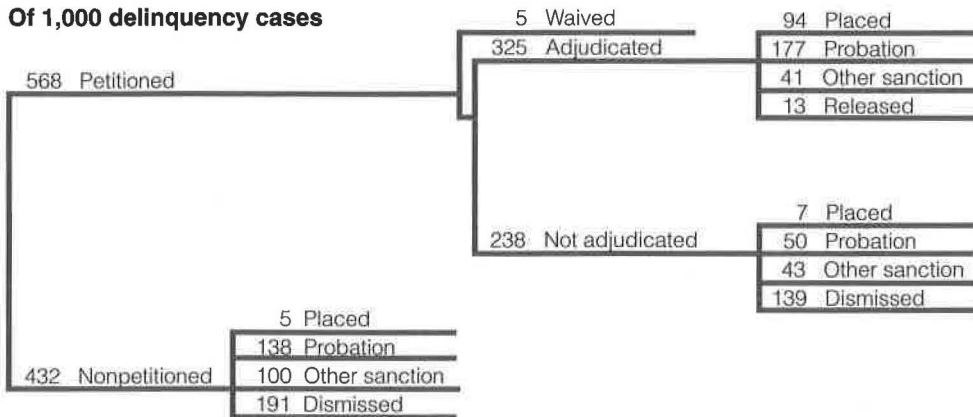 Of 1,000 delinquency cases
568 Petitioned
5 Waived
325 Adjudicated
94 Placed
177 Probation
41 Other sanction
13 Released
238 Not adjudicated
7 Placed
50 Probation
43 Other sanction
139 Dismissed
432 Nonpetitioned
5 Placed
138 Probation
100 Other sanction
191 Dismissed